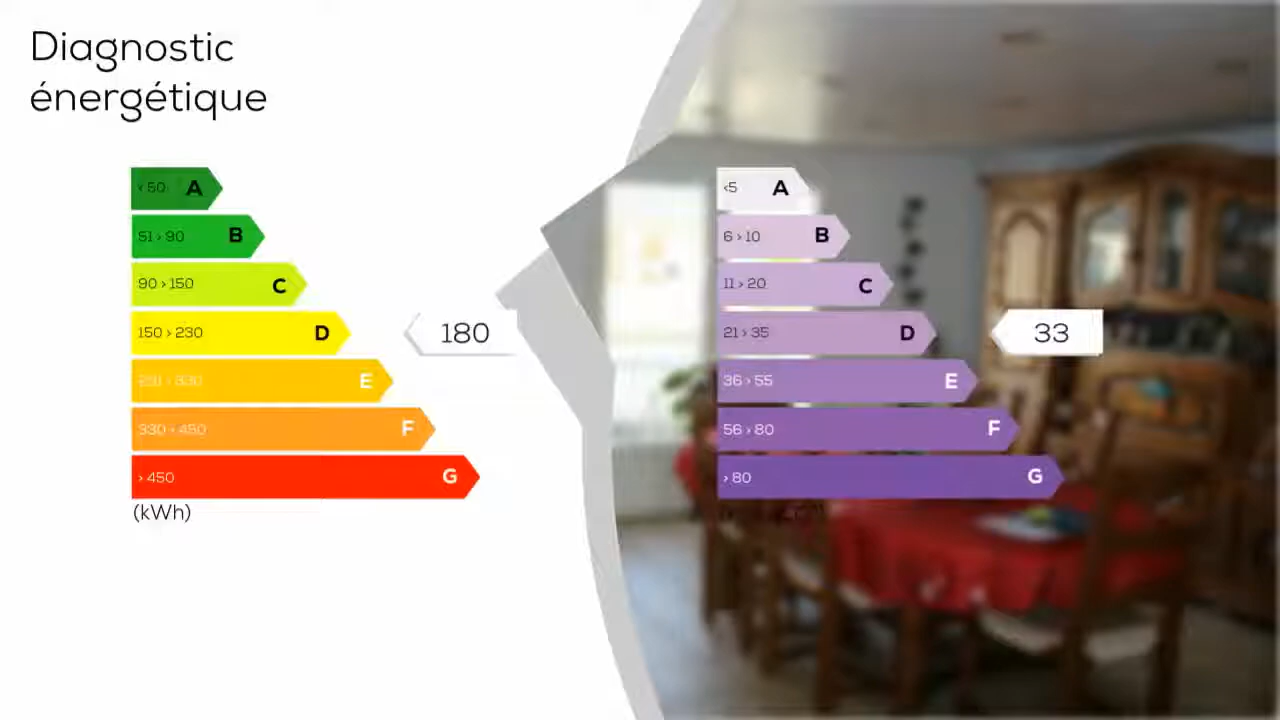 Diagnostic
énergétique
< 50 A
51 > 90 B
90 > 150 C
150 > 230 D
180
E
330 > 450 F
> 450 G
(kWh)
<5 A
6 > 10 B
11 > 20 C
21 > 35 D
33
36 > 55 E
56 > 80 F
> 80 G